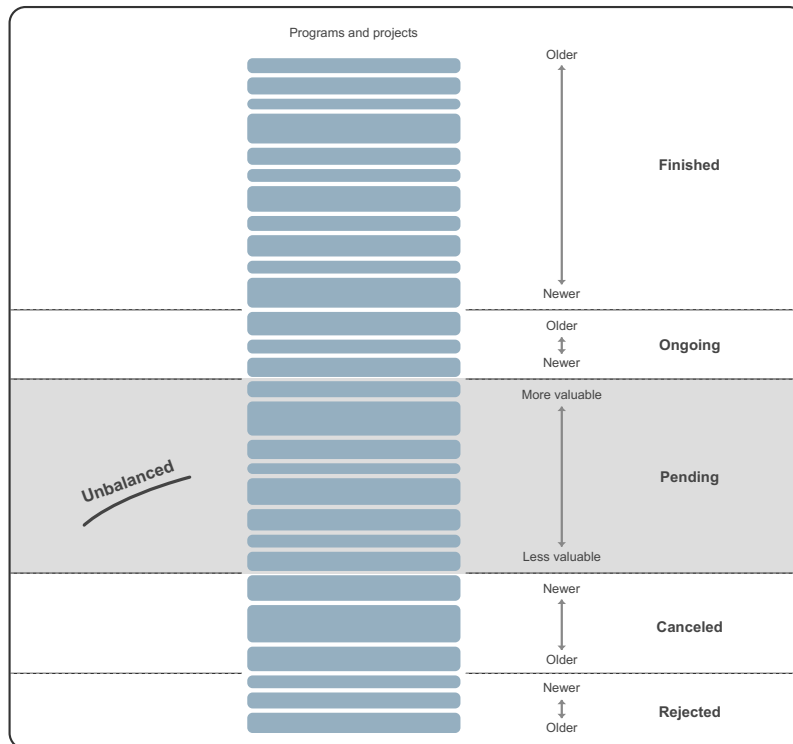 Programs and projects
Older
Finished
Newer
Older
Ongoing
Newer
More valuable
Unbalanced
Pending
Less valuable
Newer
Canceled
Older
Newer
Rejected
Older